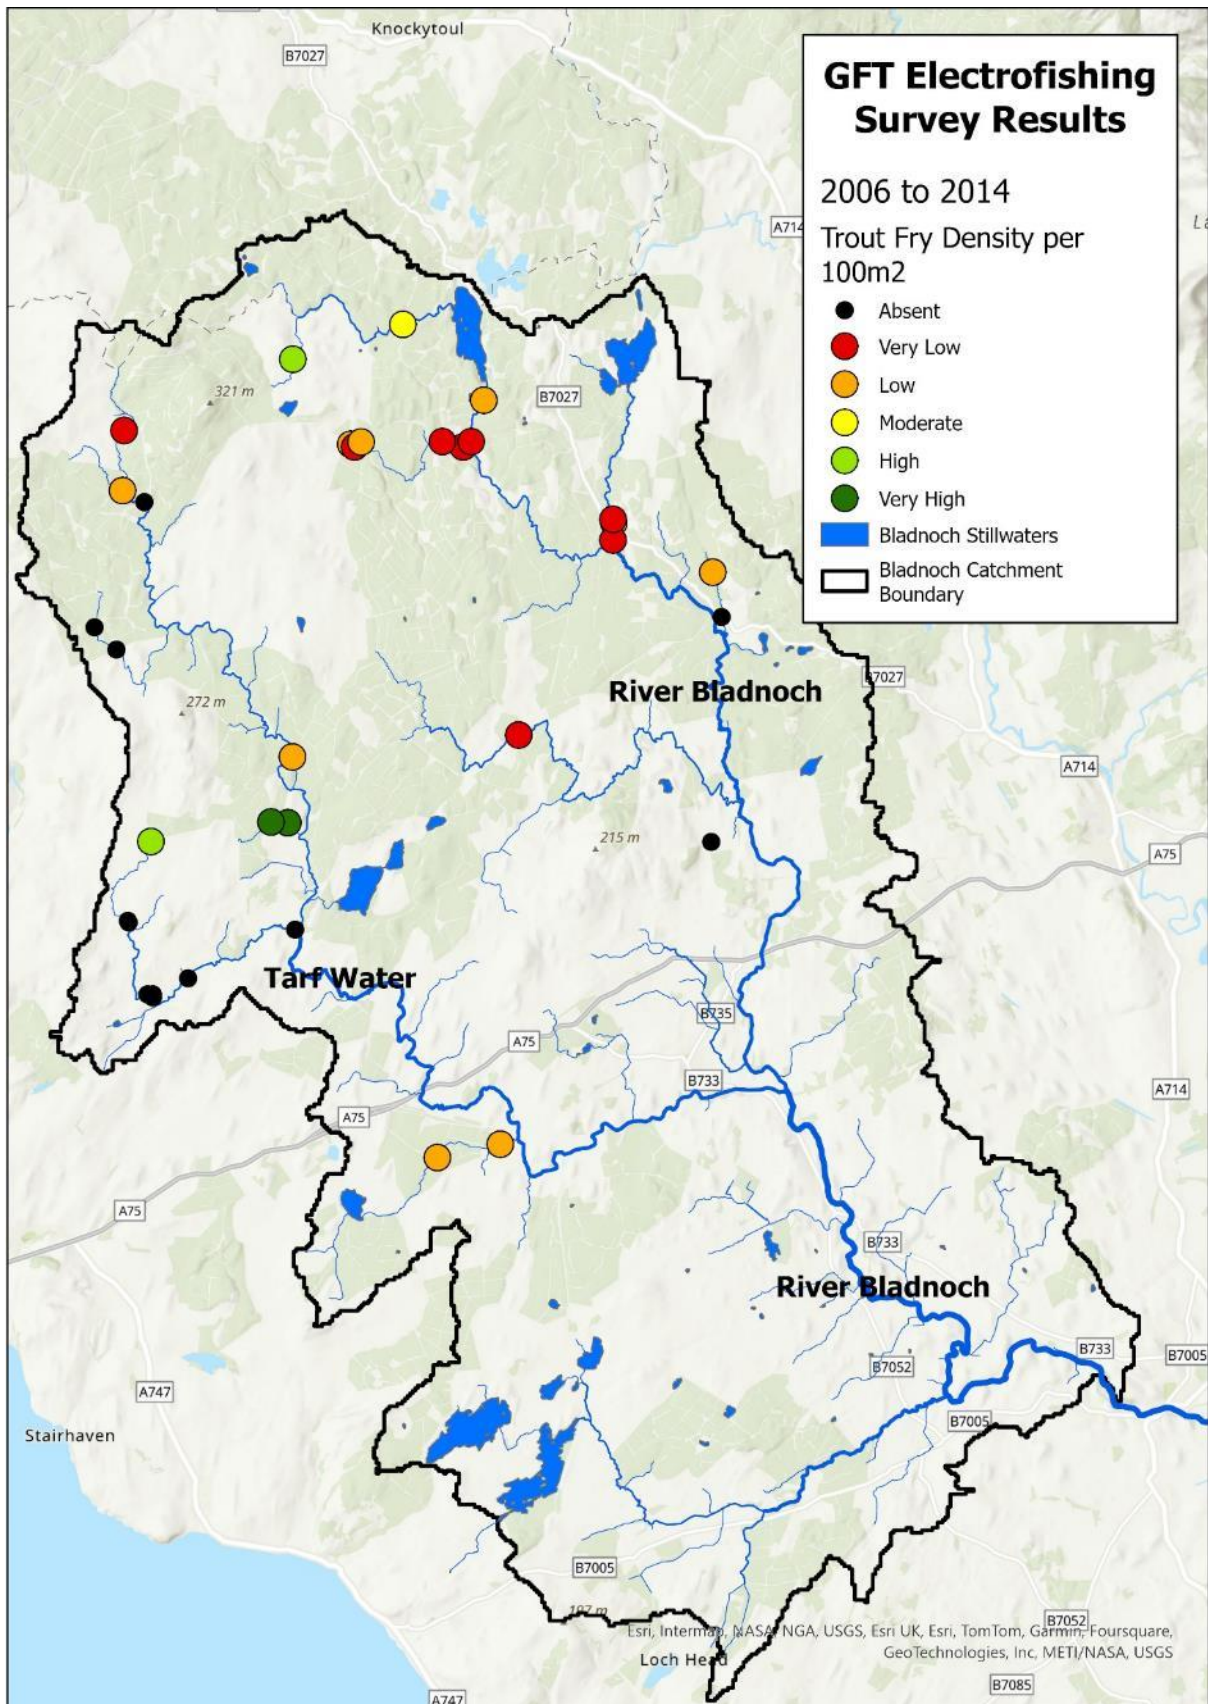 Knockytoul
B7027
GFT Electrofishing
Survey Results
2006 to 2014
Trout Fry Density per
100m2
Absent
Very Low
Low
Moderate
High
Very High
Bladnoch Stillwaters
Bladnoch Catchment
Boundary
A714
La
321 m
B7027
B7027
River Bladnoch
272 m
A714
215 m
A75
Tarf Water
B735
A75
B733
A714
A75
A75
B733
River Bladnoch
B733
B7005
B7052
A747
B7005
Stairhaven
B7005
197 m
B7052
Esri, Intermap, NASA, NGA, USGS, Esri UK, Esri, TomTom, Garmin, Foursquare,
GeoTechnologies, Inc, METI/NASA, USGS
Loch Head
B7085
A747